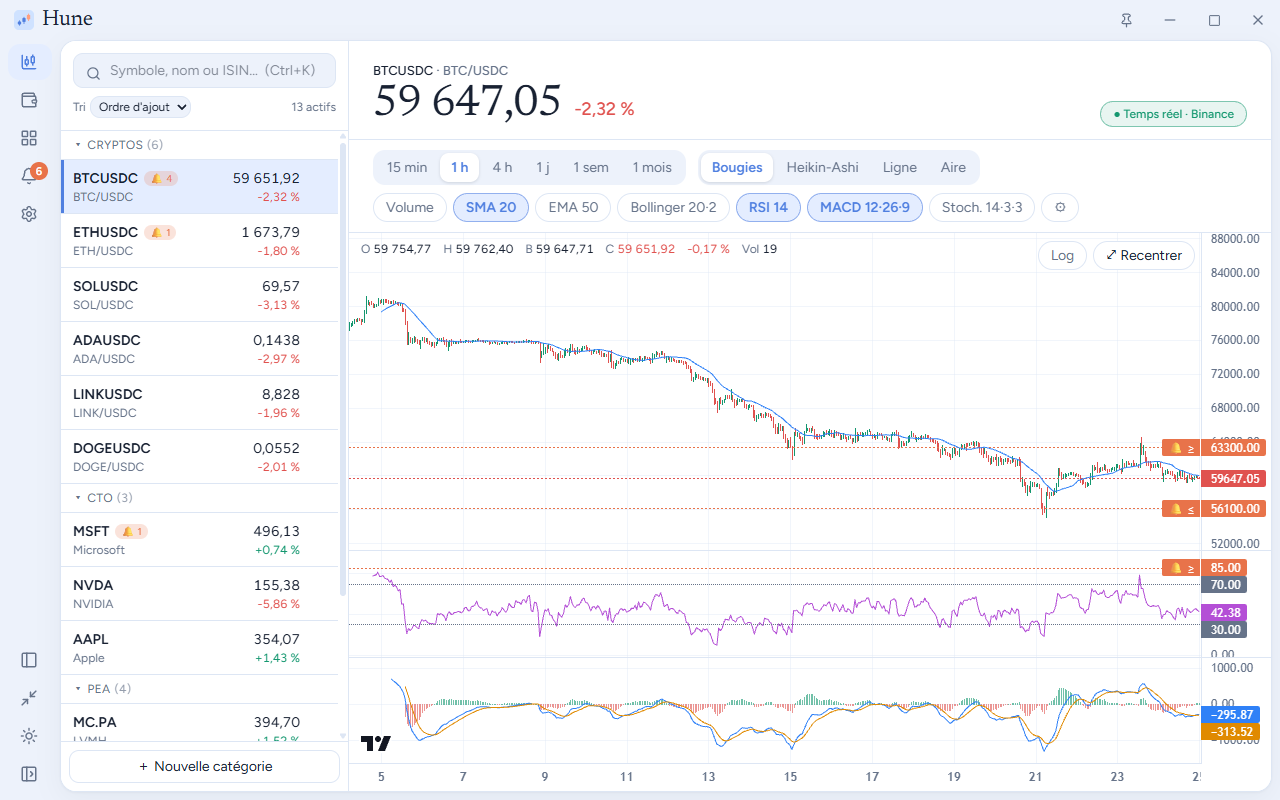 Hune
Symbole, nom ou ISIN... (Ctrl+K)
Tri Ordre d'ajout 13 actifs
CRYPTOS (6)
BTCUSDC 4 59 651,92
BTC/USDC -2,32 %
ETHUSDC 1 1 673,79
ETH/USDC -1,80 %
SOLUSDC 69,57
SOL/USDC -3,13 %
ADAUSDC 0,1438
ADA/USDC -2,97 %
LINKUSDC 8,828
LINK/USDC -1,96 %
DOGEUSDC 0,0552
DOGE/USDC -2,01 %
CTO (3)
MSFT 1 496,13
Microsoft +0,74 %
NVDA 155,38
NVIDIA -5,86 %
AAPL 354,07
Apple +1,43 %
PEA (4)
MC.PA 394,70
LVMH +1,52 %
+ Nouvelle catégorie
6
BTCUSDC · BTC/USDC
59 647,05 -2,32 %
● Temps réel · Binance
15 min 1 h 4 h 1 j 1 sem 1 mois Bougies Heikin-Ashi Ligne Aire
Volume SMA 20 EMA 50 Bollinger 20·2 RSI 14 MACD 12·26·9 Stoch. 14·3·3 ⚙
O 59 754,77 H 59 762,40 B 59 647,71 C 59 651,92 -0,17 % Vol 19
Log ⤢ Recentrer
88000.00
84000.00
80000.00
76000.00
72000.00
68000.00
≥ 63300.00
59647.05
≤ 56100.00
52000.00
≥ 85.00
70.00
42.38
30.00
0.00
1000.00
0.00
−295.87
−313.52
−1000.00
5 7 9 11 13 15 17 19 21 23